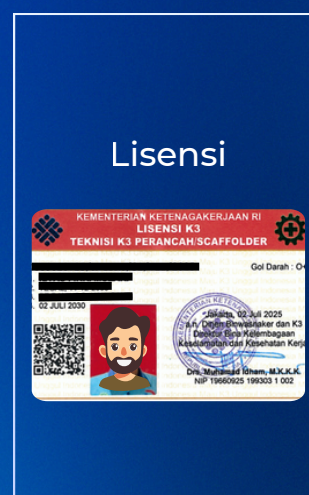 Lisensi
KEMENTERIAN KETENAGAKERJAAN RI
LISENSI K3
TEKNISI K3 PERANCAH/SCAFFOLDER
Gol Darah : O+
02 JULI 2030
Jakarta, 02 Juli 2025
a.n. Ditjen Binwasnaker dan K3
Direktur Bina Kelembagaan
Keselamatan dan Kesehatan Kerja
Drs. Muhamad Idham, M.K.K.K.
NIP 19660925 199303 1 002